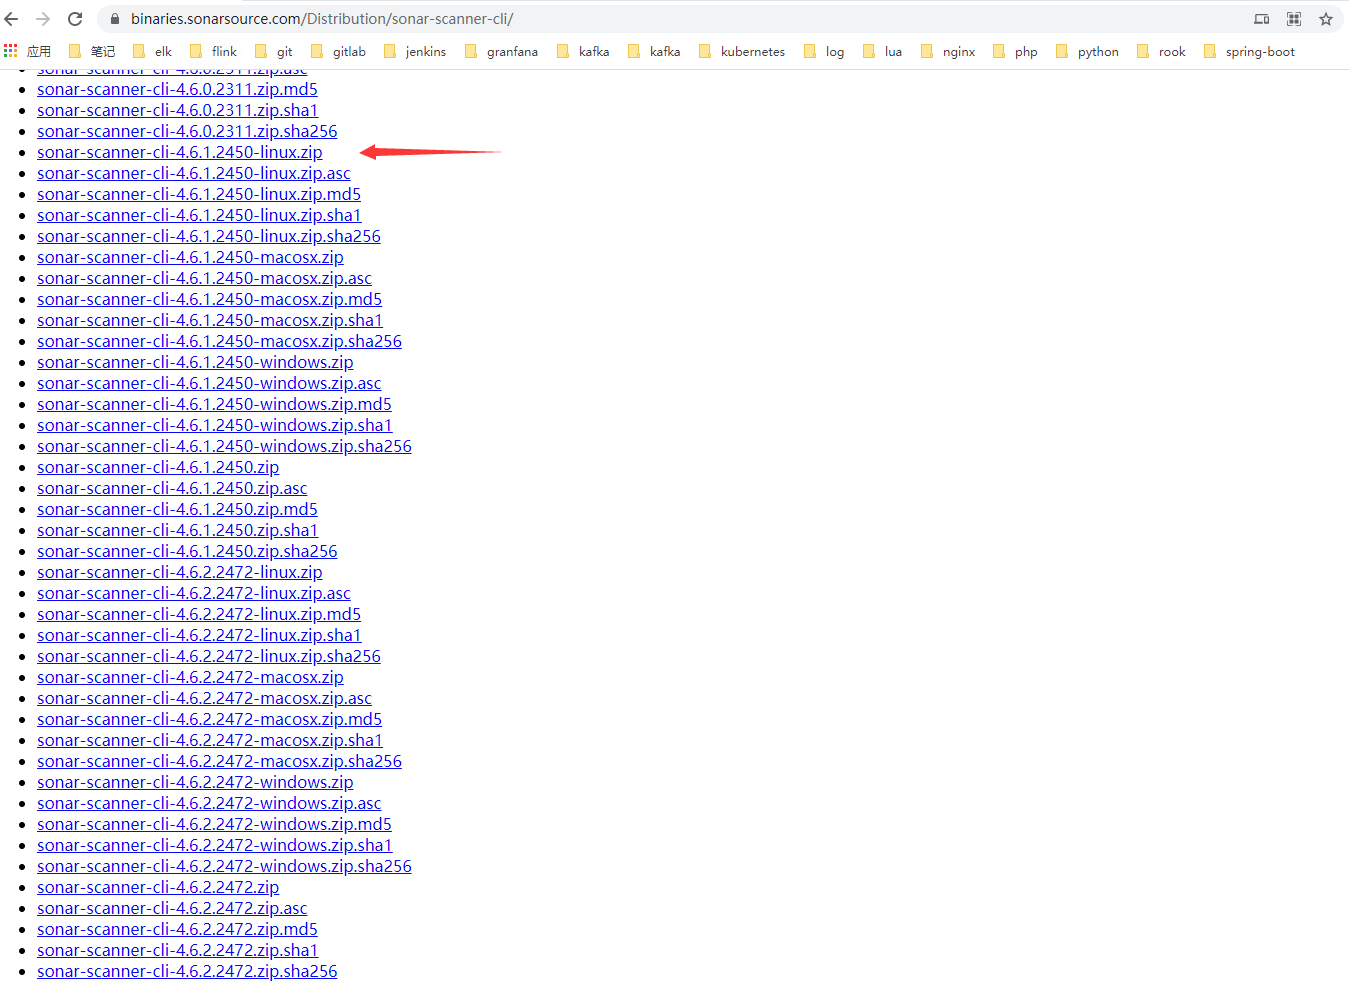 binaries.sonarsource.com/Distribution/sonar-scanner-cli/
应用 笔记 elk flink git gitlab jenkins granfana kafka kafka kubernetes log lua nginx php python rook spring-boot
sonar-scanner-cli-4.6.0.2311.zip.asc
sonar-scanner-cli-4.6.0.2311.zip.md5
sonar-scanner-cli-4.6.0.2311.zip.sha1
sonar-scanner-cli-4.6.0.2311.zip.sha256
sonar-scanner-cli-4.6.1.2450-linux.zip
sonar-scanner-cli-4.6.1.2450-linux.zip.asc
sonar-scanner-cli-4.6.1.2450-linux.zip.md5
sonar-scanner-cli-4.6.1.2450-linux.zip.sha1
sonar-scanner-cli-4.6.1.2450-linux.zip.sha256
sonar-scanner-cli-4.6.1.2450-macosx.zip
sonar-scanner-cli-4.6.1.2450-macosx.zip.asc
sonar-scanner-cli-4.6.1.2450-macosx.zip.md5
sonar-scanner-cli-4.6.1.2450-macosx.zip.sha1
sonar-scanner-cli-4.6.1.2450-macosx.zip.sha256
sonar-scanner-cli-4.6.1.2450-windows.zip
sonar-scanner-cli-4.6.1.2450-windows.zip.asc
sonar-scanner-cli-4.6.1.2450-windows.zip.md5
sonar-scanner-cli-4.6.1.2450-windows.zip.sha1
sonar-scanner-cli-4.6.1.2450-windows.zip.sha256
sonar-scanner-cli-4.6.1.2450.zip
sonar-scanner-cli-4.6.1.2450.zip.asc
sonar-scanner-cli-4.6.1.2450.zip.md5
sonar-scanner-cli-4.6.1.2450.zip.sha1
sonar-scanner-cli-4.6.1.2450.zip.sha256
sonar-scanner-cli-4.6.2.2472-linux.zip
sonar-scanner-cli-4.6.2.2472-linux.zip.asc
sonar-scanner-cli-4.6.2.2472-linux.zip.md5
sonar-scanner-cli-4.6.2.2472-linux.zip.sha1
sonar-scanner-cli-4.6.2.2472-linux.zip.sha256
sonar-scanner-cli-4.6.2.2472-macosx.zip
sonar-scanner-cli-4.6.2.2472-macosx.zip.asc
sonar-scanner-cli-4.6.2.2472-macosx.zip.md5
sonar-scanner-cli-4.6.2.2472-macosx.zip.sha1
sonar-scanner-cli-4.6.2.2472-macosx.zip.sha256
sonar-scanner-cli-4.6.2.2472-windows.zip
sonar-scanner-cli-4.6.2.2472-windows.zip.asc
sonar-scanner-cli-4.6.2.2472-windows.zip.md5
sonar-scanner-cli-4.6.2.2472-windows.zip.sha1
sonar-scanner-cli-4.6.2.2472-windows.zip.sha256
sonar-scanner-cli-4.6.2.2472.zip
sonar-scanner-cli-4.6.2.2472.zip.asc
sonar-scanner-cli-4.6.2.2472.zip.md5
sonar-scanner-cli-4.6.2.2472.zip.sha1
sonar-scanner-cli-4.6.2.2472.zip.sha256